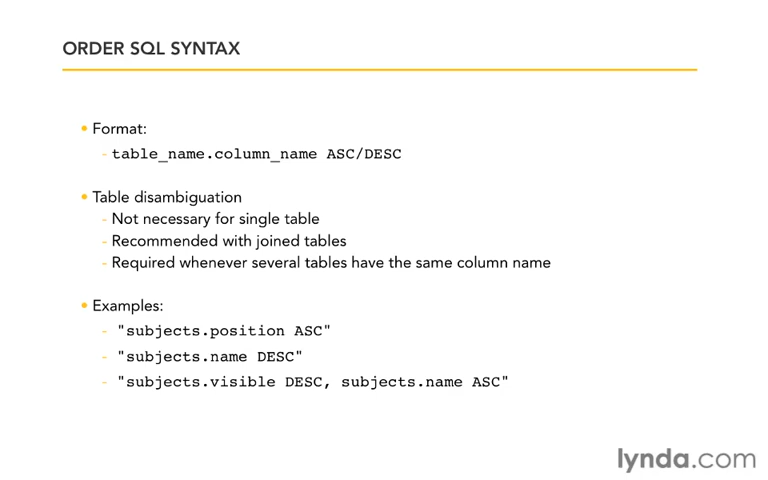 ORDER SQL SYNTAX
• Format:
- table_name.column_name ASC/DESC
• Table disambiguation
- Not necessary for single table
- Recommended with joined tables
- Required whenever several tables have the same column name
• Examples:
- "subjects.position ASC"
- "subjects.name DESC"
- "subjects.visible DESC, subjects.name ASC"
lynda.com